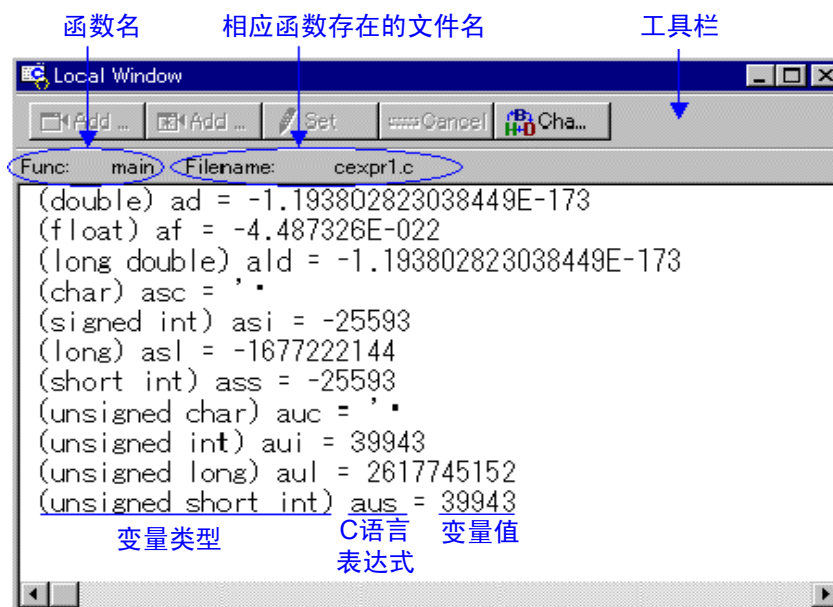 函数名 相应函数存在的文件名 工具栏
Local Window
Add ... Add ... Set Cancel Cha...
Func: main Filename: cexpr1.c
(double) ad = -1.193802823038449E-173
(float) af = -4.487326E-022
(long double) ald = -1.193802823038449E-173
(char) asc = '・
(signed int) asi = -25593
(long) asl = -1677222144
(short int) ass = -25593
(unsigned char) auc = '・
(unsigned int) aui = 39943
(unsigned long) aul = 2617745152
(unsigned short int) aus = 39943
变量类型 C语言 变量值
表达式